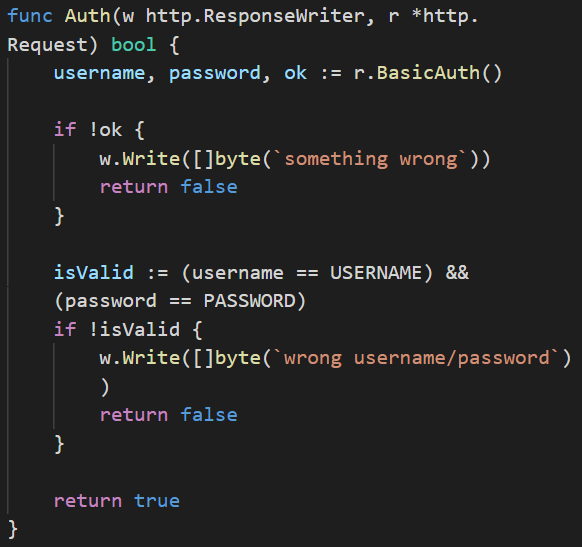 func Auth(w http.ResponseWriter, r *http.
Request) bool {
    username, password, ok := r.BasicAuth()

    if !ok {
        w.Write([]byte(`something wrong`))
        return false
    }

    isValid := (username == USERNAME) &&
    (password == PASSWORD)
    if !isValid {
        w.Write([]byte(`wrong username/password`)
        )
        return false
    }

    return true
}